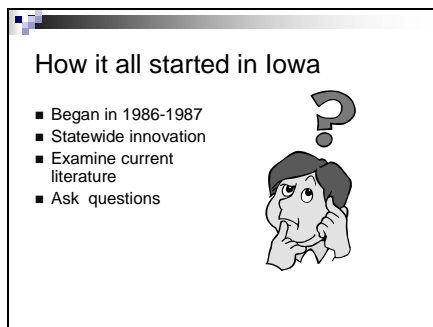 How it all started in Iowa
■ Began in 1986-1987
■ Statewide innovation
■ Examine current
literature
■ Ask questions
?